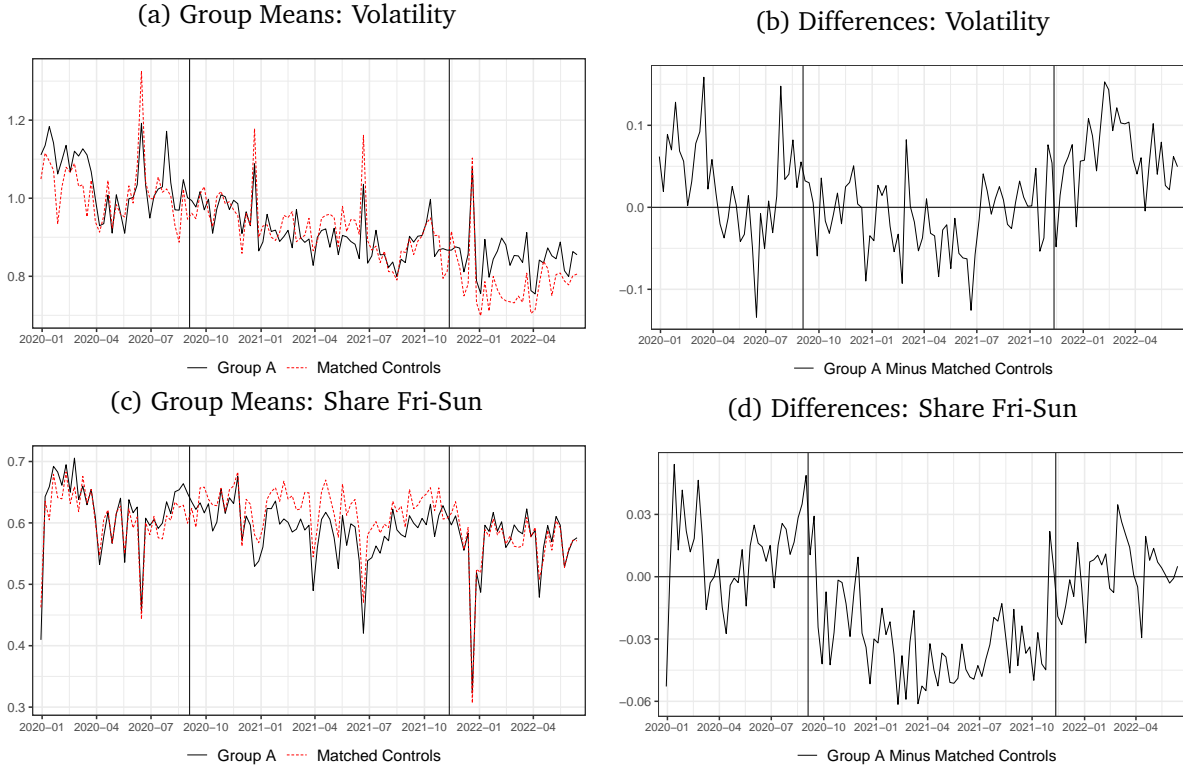 (a) Group Means: Volatility
1.2
1.0
0.8
2020−01 2020−04 2020−07 2020−10 2021−01 2021−04 2021−07 2021−10 2022−01 2022−04
Group A Matched Controls
(b) Differences: Volatility
0.1
0.0
−0.1
2020−01 2020−04 2020−07 2020−10 2021−01 2021−04 2021−07 2021−10 2022−01 2022−04
Group A Minus Matched Controls
(c) Group Means: Share Fri-Sun
0.7
0.6
0.5
0.4
0.3
2020−01 2020−04 2020−07 2020−10 2021−01 2021−04 2021−07 2021−10 2022−01 2022−04
Group A Matched Controls
(d) Differences: Share Fri-Sun
0.03
0.00
−0.03
−0.06
2020−01 2020−04 2020−07 2020−10 2021−01 2021−04 2021−07 2021−10 2022−01 2022−04
Group A Minus Matched Controls